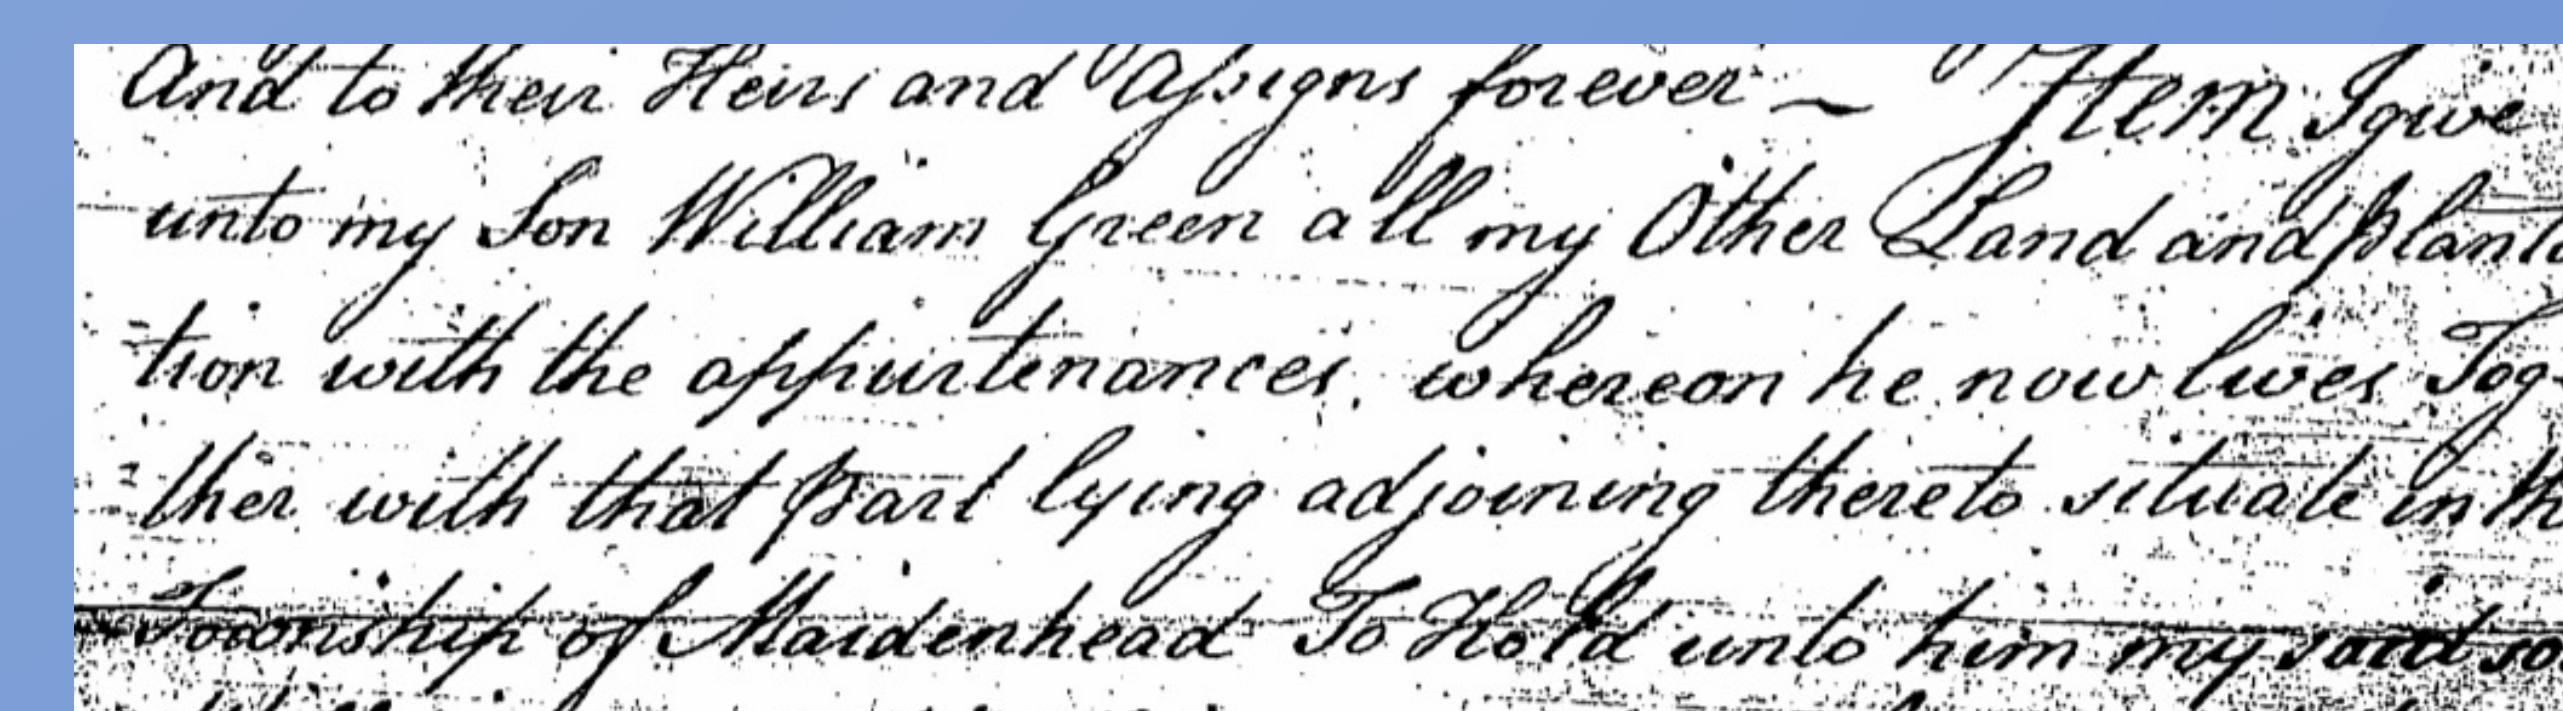 And to their Heirs and Assigns forever ~ Item I give
unto my Son William Green all my Other Land and Planta
tion with the appurtenances, whereon he now lives Tog-
ther with that part lying adjoining thereto situate in th
Township of Maidenhead To Hold unto him my said so